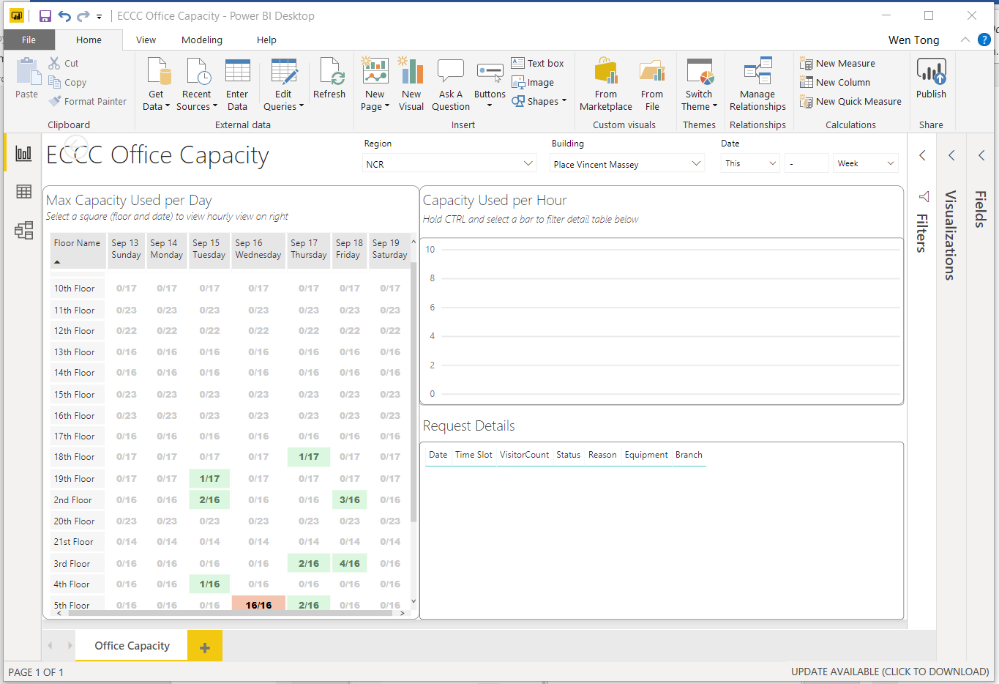 ECCC Office Capacity - Power BI Desktop
File Home View Modeling Help Wen Tong ?
Paste
Cut
Copy
Format Painter
Clipboard
Get Data
Recent Sources
Enter Data
Edit Queries
Refresh
External data
New Page
New Visual
Ask A Question
Buttons
Text box
Image
Shapes
Insert
From Marketplace
From File
Custom visuals
Switch Theme
Themes
Manage Relationships
Relationships
New Measure
New Column
New Quick Measure
Calculations
Publish
Share
ECCC Office Capacity
Region
NCR
Building
Place Vincent Massey
Date
This - Week
Max Capacity Used per Day
Select a square (floor and date) to view hourly view on right
Floor Name Sep 13 Sunday Sep 14 Monday Sep 15 Tuesday Sep 16 Wednesday Sep 17 Thursday Sep 18 Friday Sep 19 Saturday
10th Floor 0/17 0/17 0/17 0/17 0/17 0/17 0/17
11th Floor 0/23 0/23 0/23 0/23 0/23 0/23 0/23
12th Floor 0/22 0/22 0/22 0/22 0/22 0/22 0/22
13th Floor 0/16 0/16 0/16 0/16 0/16 0/16 0/16
14th Floor 0/16 0/16 0/16 0/16 0/16 0/16 0/16
15th Floor 0/23 0/23 0/23 0/23 0/23 0/23 0/23
16th Floor 0/23 0/23 0/23 0/23 0/23 0/23 0/23
17th Floor 0/16 0/16 0/16 0/16 0/16 0/16 0/16
18th Floor 0/17 0/17 0/17 0/17 1/17 0/17 0/17
19th Floor 0/17 0/17 1/17 0/17 0/17 0/17 0/17
2nd Floor 0/16 0/16 2/16 0/16 0/16 3/16 0/16
20th Floor 0/23 0/23 0/23 0/23 0/23 0/23 0/23
21st Floor 0/14 0/14 0/14 0/14 0/14 0/14 0/14
3rd Floor 0/16 0/16 0/16 0/16 2/16 4/16 0/16
4th Floor 0/16 0/16 1/16 0/16 0/16 0/16 0/16
5th Floor 0/16 0/16 0/16 16/16 2/16 0/16 0/16
Capacity Used per Hour
Hold CTRL and select a bar to filter detail table below
10
8
6
4
2
0
Request Details
Date Time Slot VisitorCount Status Reason Equipment Branch
Filters
Visualizations
Fields
Office Capacity
PAGE 1 OF 1
UPDATE AVAILABLE (CLICK TO DOWNLOAD)